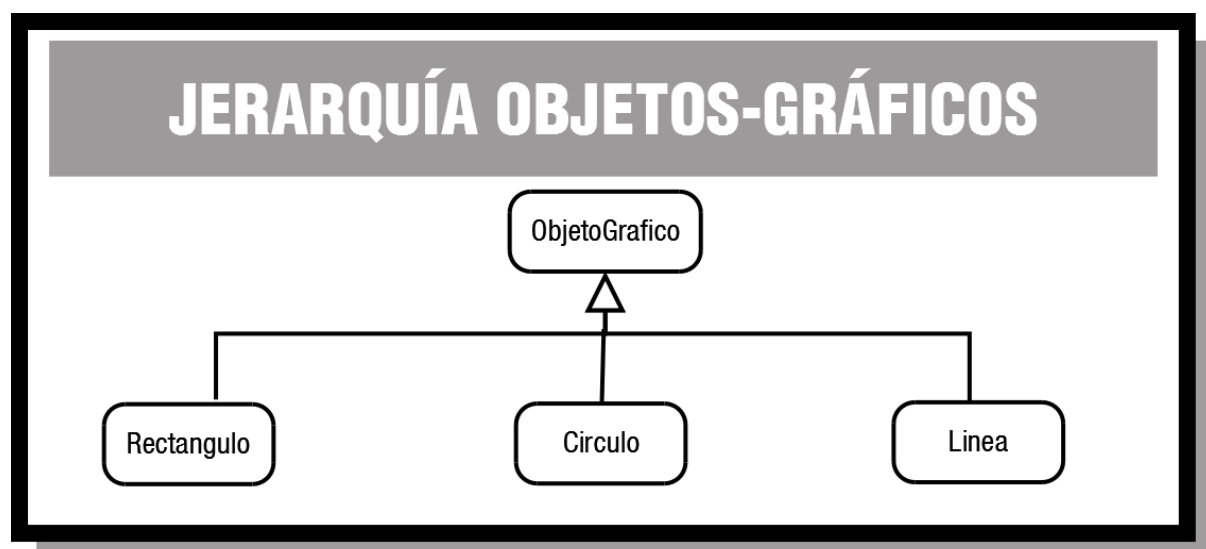 JERARQUÍA OBJETOS-GRÁFICOS
ObjetoGrafico
Rectangulo
Circulo
Linea